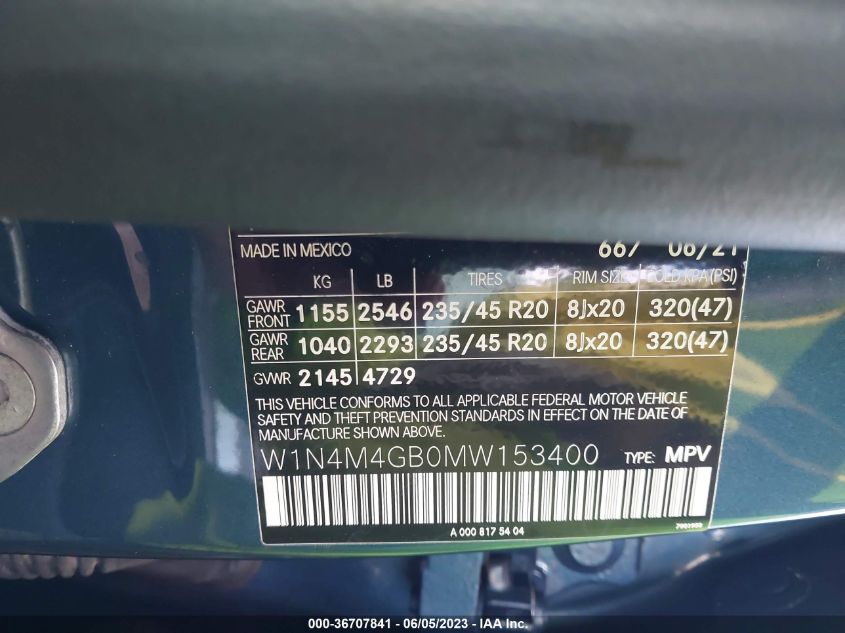 MADE IN MEXICO 667 06/21
KG LB TIRES RIM SIZE COLD KPA (PSI)
GAWR FRONT 1155 2546 235/45 R20 8Jx20 320(47)
GAWR REAR 1040 2293 235/45 R20 8Jx20 320(47)
GVWR 2145 4729
THIS VEHICLE CONFORMS TO ALL APPLICABLE FEDERAL MOTOR VEHICLE
SAFETY AND THEFT PREVENTION STANDARDS IN EFFECT ON THE DATE OF
MANUFACTURE SHOWN ABOVE.
W1N4M4GB0MW153400 TYPE: MPV
A 000 817 54 04
000-36707841 - 06/05/2023 - IAA Inc.